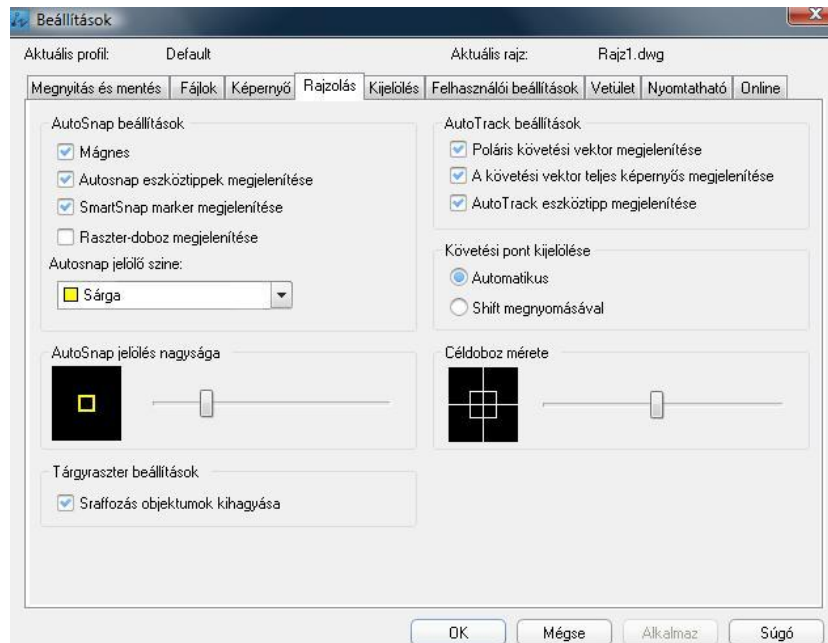 Beállítások
Aktuális profil: Default Aktuális rajz: Rajz1.dwg
Megnyitás és mentés Fájlok Képernyő Rajzolás Kijelölés Felhasználói beállítások Vetület Nyomtatható Online
AutoSnap beállítások
Mágnes
Autosnap eszköztippek megjelenítése
SmartSnap marker megjelenítése
Raszter-doboz megjelenítése
Autosnap jelölő szine:
Sárga
AutoTrack beállítások
Poláris követési vektor megjelenítése
A követési vektor teljes képernyős megjelenítése
AutoTrack eszköztipp megjelenítése
Követési pont kijelölése
Automatikus
Shift megnyomásával
AutoSnap jelölés nagysága
Céldoboz mérete
Tárgyraszter beállítások
Sraffozás objektumok kihagyása
OK Mégse Alkalmaz Súgó